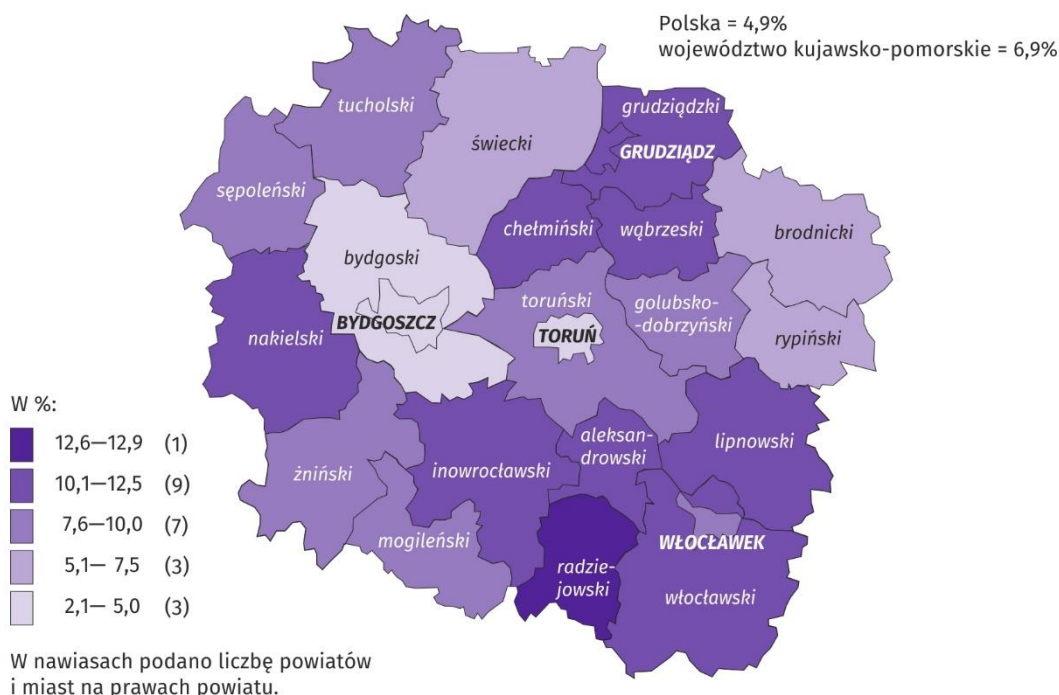 Polska = 4,9%
województwo kujawsko-pomorskie = 6,9%
tucholski
grudziądzki
świecki
GRUDZIĄDZ
sępoleński
chełmiński
wąbrzeski
brodnicki
bydgoski
toruński
golubsko-
-dobrzyński
BYDGOSZCZ
TORUŃ
nakielski
rypiński
W %:
12,6—12,9 (1)
10,1—12,5 (9)
7,6—10,0 (7)
5,1— 7,5 (3)
2,1— 5,0 (3)
aleksan-
drowski
lipnowski
żniński
inowrocławski
mogileński
WŁOCŁAWEK
radzie-
jowski
włocławski
W nawiasach podano liczbę powiatów
i miast na prawach powiatu.